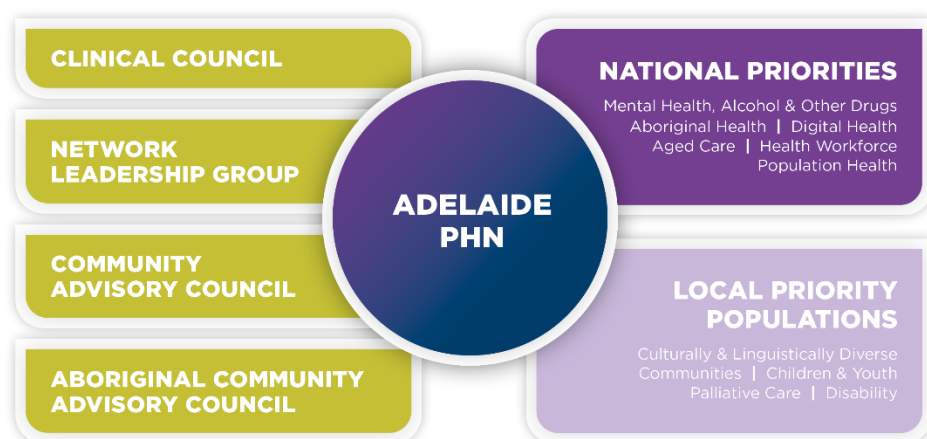 CLINICAL COUNCIL
NETWORK
LEADERSHIP GROUP
COMMUNITY
ADVISORY COUNCIL
ABORIGINAL COMMUNITY
ADVISORY COUNCIL
ADELAIDE
PHN
NATIONAL PRIORITIES
Mental Health, Alcohol & Other Drugs
Aboriginal Health | Digital Health
Aged Care | Health Workforce
Population Health
LOCAL PRIORITY
POPULATIONS
Culturally & Linguistically Diverse
Communities | Children & Youth
Palliative Care | Disability